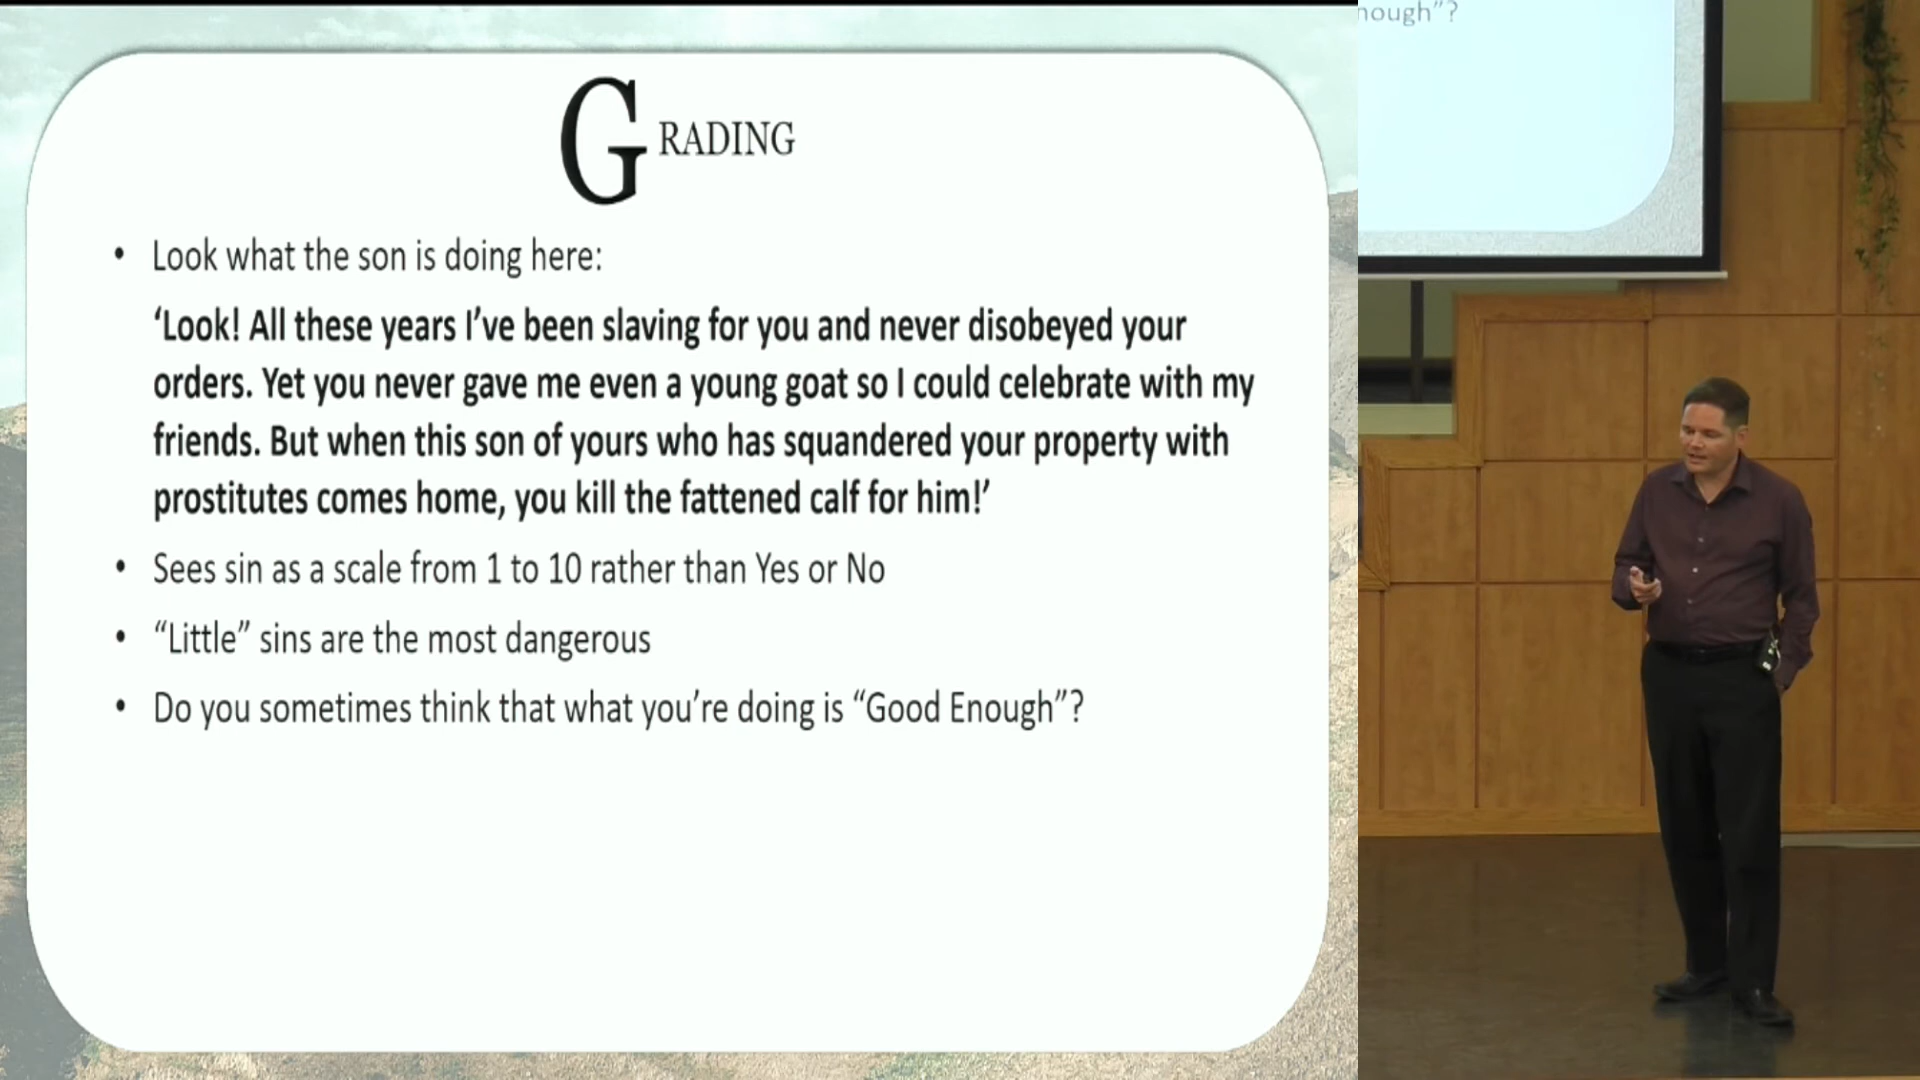 GRADING
• Look what the son is doing here:
‘Look! All these years I’ve been slaving for you and never disobeyed your
orders. Yet you never gave me even a young goat so I could celebrate with my
friends. But when this son of yours who has squandered your property with
prostitutes comes home, you kill the fattened calf for him!’
• Sees sin as a scale from 1 to 10 rather than Yes or No
• “Little” sins are the most dangerous
• Do you sometimes think that what you’re doing is “Good Enough”?
nough”?